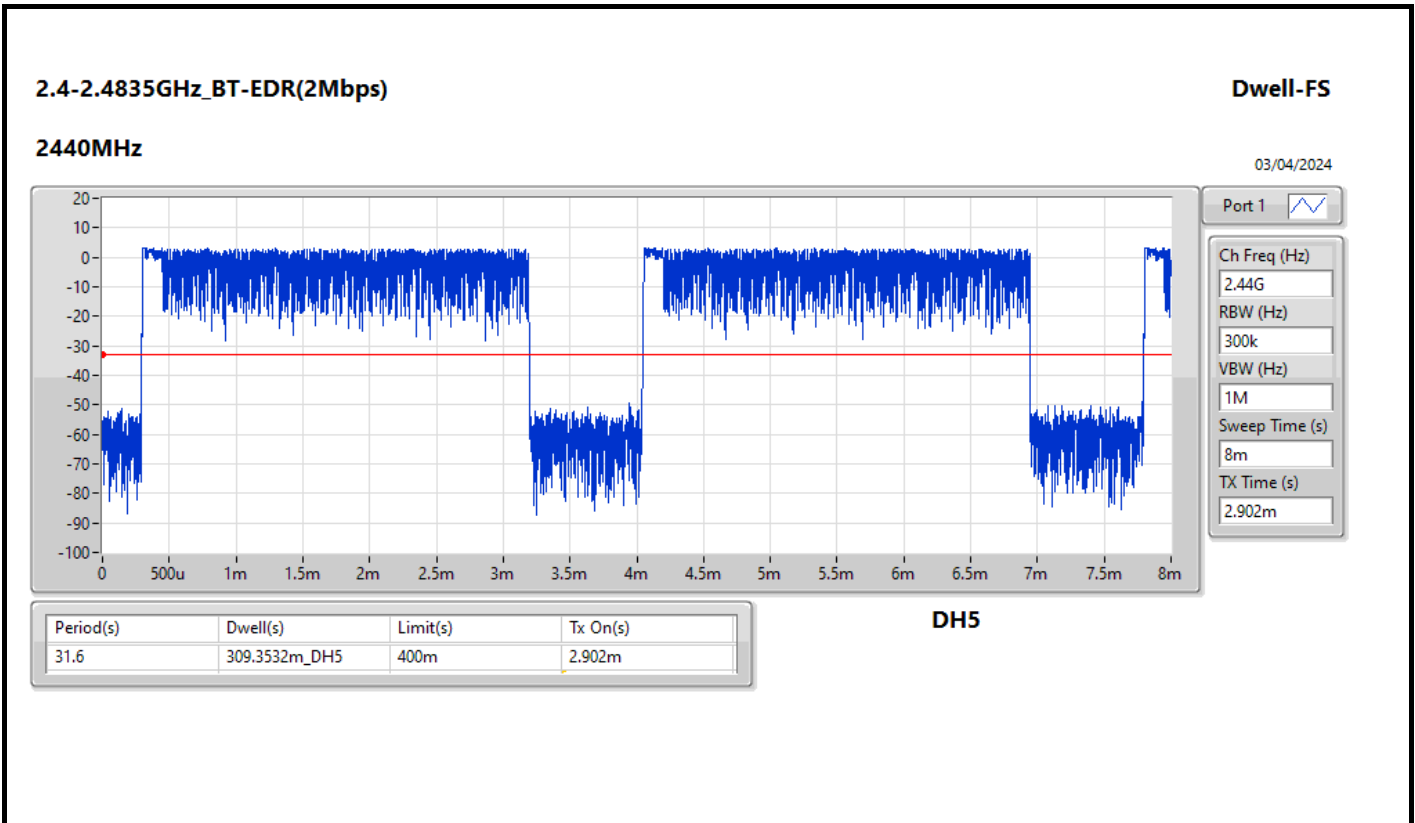 2.4-2.4835GHz_BT-EDR(2Mbps) Dwell-FS
2440MHz
03/04/2024
Port 1
20
10
0
-10
-20
-30
-40
-50
-60
-70
-80
-90
-100
0 500u 1m 1.5m 2m 2.5m 3m 3.5m 4m 4.5m 5m 5.5m 6m 6.5m 7m 7.5m 8m
Ch Freq (Hz)
2.44G
RBW (Hz)
300k
VBW (Hz)
1M
Sweep Time (s)
8m
TX Time (s)
2.902m
DH5
Period(s) Dwell(s) Limit(s) Tx On(s)
31.6 309.3532m_DH5 400m 2.902m